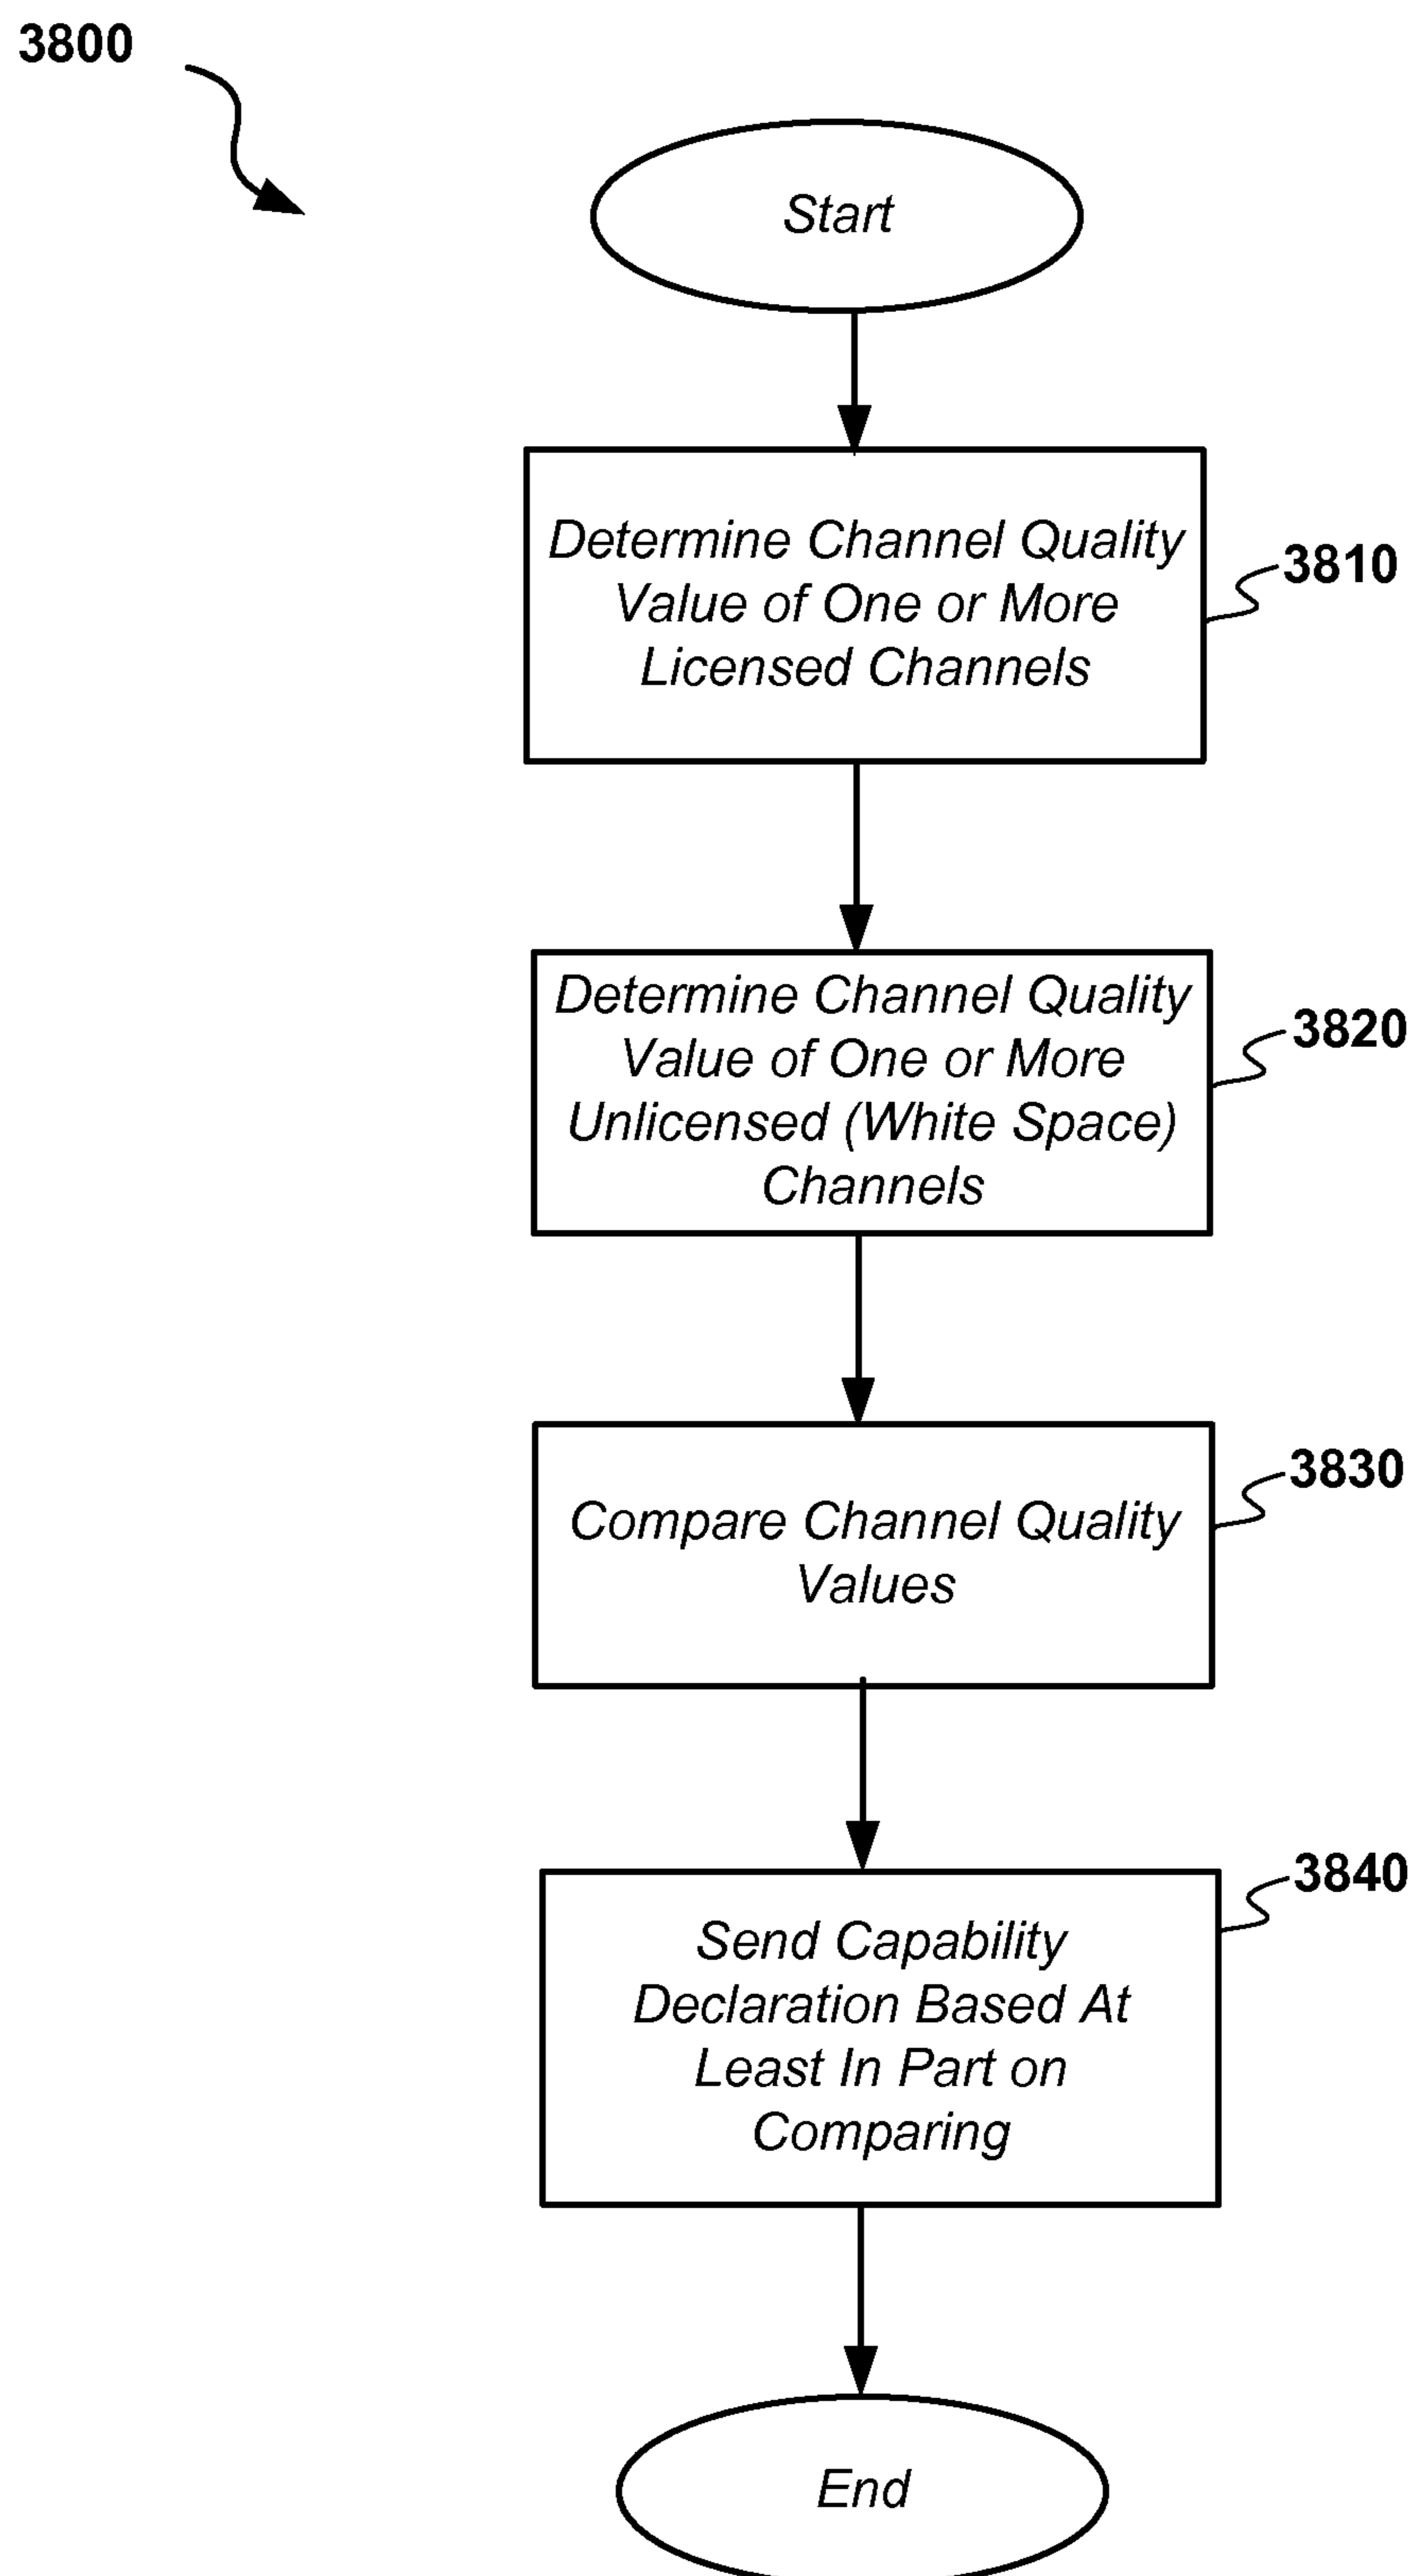 3800
Start
Determine Channel Quality
Value of One or More
Licensed Channels
3810
Determine Channel Quality
Value of One or More
Unlicensed (White Space)
Channels
3820
Compare Channel Quality
Values
3830
Send Capability
Declaration Based At
Least In Part on
Comparing
3840
End